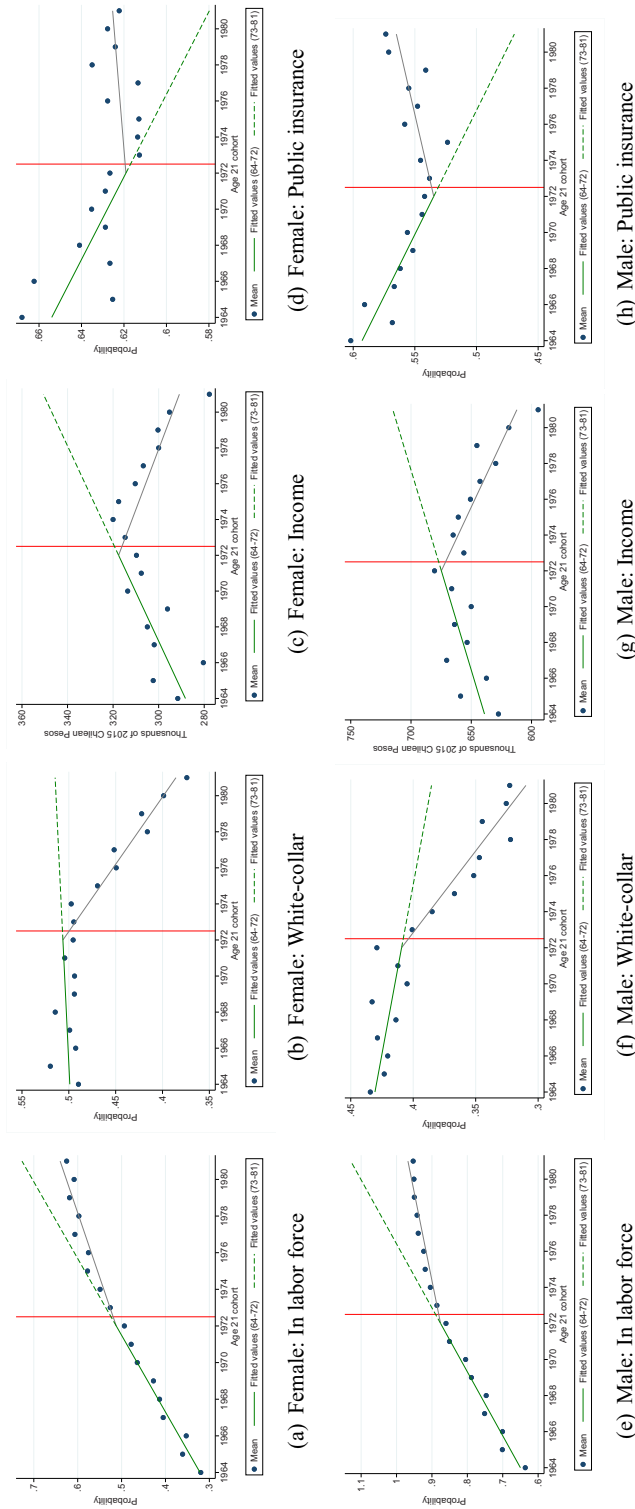 Probability
.7
.6
.5
.4
.3
1964 1966 1968 1970 1972 1974 1976 1978 1980
Age 21 cohort
Mean Fitted values (64-72) Fitted values (73-81)
(a) Female: In labor force
Probability
.55
.5
.45
.4
.35
1964 1966 1968 1970 1972 1974 1976 1978 1980
Age 21 cohort
Mean Fitted values (64-72) Fitted values (73-81)
(b) Female: White-collar
Thousands of 2015 Chilean Pesos
360
340
320
300
280
1964 1966 1968 1970 1972 1974 1976 1978 1980
Age 21 cohort
Mean Fitted values (64-72) Fitted values (73-81)
(c) Female: Income
Probability
.66
.64
.62
.6
.58
1964 1966 1968 1970 1972 1974 1976 1978 1980
Age 21 cohort
Mean Fitted values (64-72) Fitted values (73-81)
(d) Female: Public insurance
Probability
1.1
1
.9
.8
.7
.6
1964 1966 1968 1970 1972 1974 1976 1978 1980
Age 21 cohort
Mean Fitted values (64-72) Fitted values (73-81)
(e) Male: In labor force
Probability
.45
.4
.35
.3
1964 1966 1968 1970 1972 1974 1976 1978 1980
Age 21 cohort
Mean Fitted values (64-72) Fitted values (73-81)
(f) Male: White-collar
Thousands of 2015 Chilean Pesos
750
700
650
600
1964 1966 1968 1970 1972 1974 1976 1978 1980
Age 21 cohort
Mean Fitted values (64-72) Fitted values (73-81)
(g) Male: Income
Probability
.6
.55
.5
.45
1964 1966 1968 1970 1972 1974 1976 1978 1980
Age 21 cohort
Mean Fitted values (64-72) Fitted values (73-81)
(h) Male: Public insurance